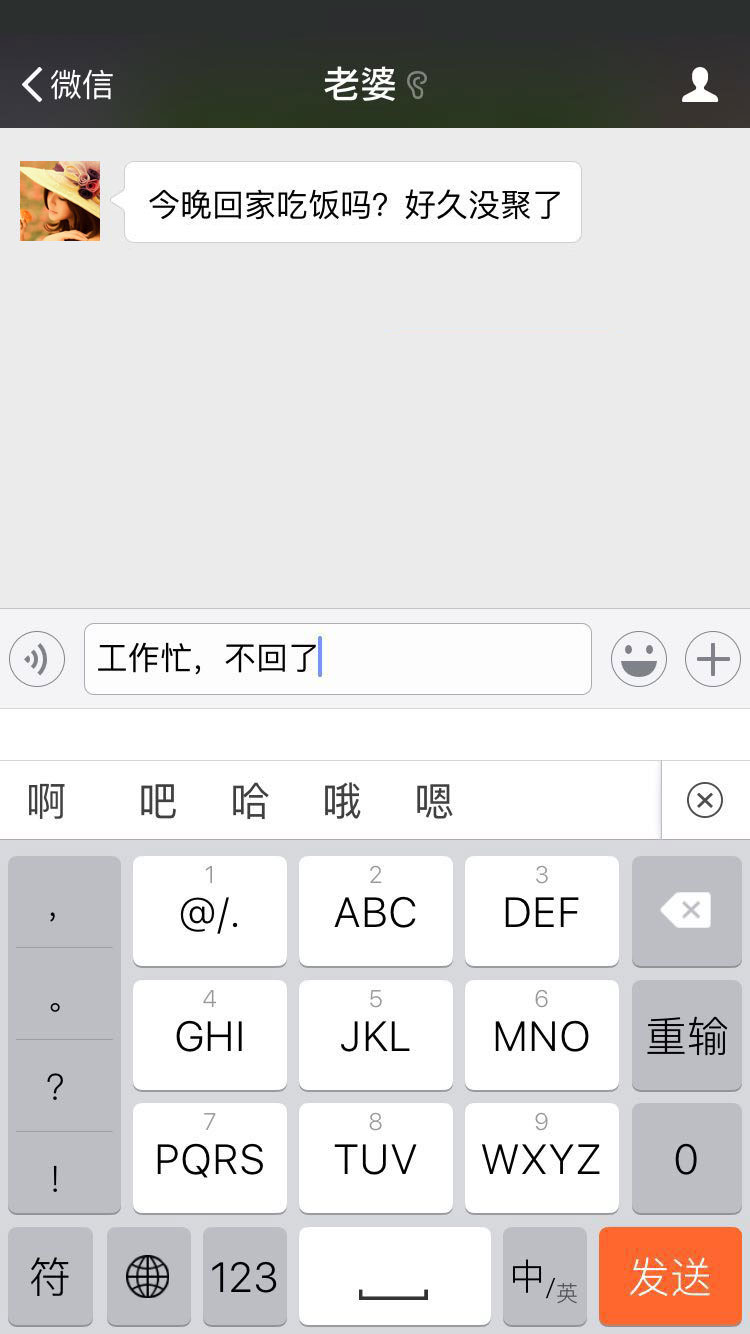 微信
老婆
今晚回家吃饭吗？好久没聚了
工作忙，不回了
啊 吧 哈 哦 嗯
，
。
?
!
1
@/.
2
ABC
3
DEF
4
GHI
5
JKL
6
MNO
重输
7
PQRS
8
TUV
9
WXYZ
0
符
123
中/英
发送